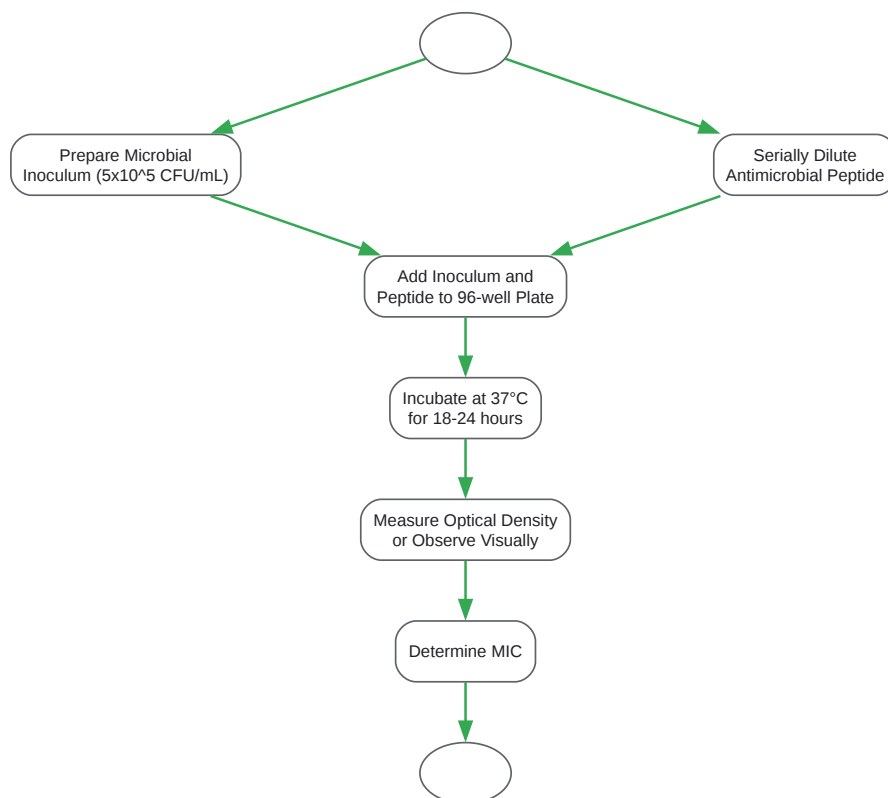 Prepare Microbial
Inoculum (5x10^5 CFU/mL)
Serially Dilute
Antimicrobial Peptide
Add Inoculum and
Peptide to 96-well Plate
Incubate at 37°C
for 18-24 hours
Measure Optical Density
or Observe Visually
Determine MIC